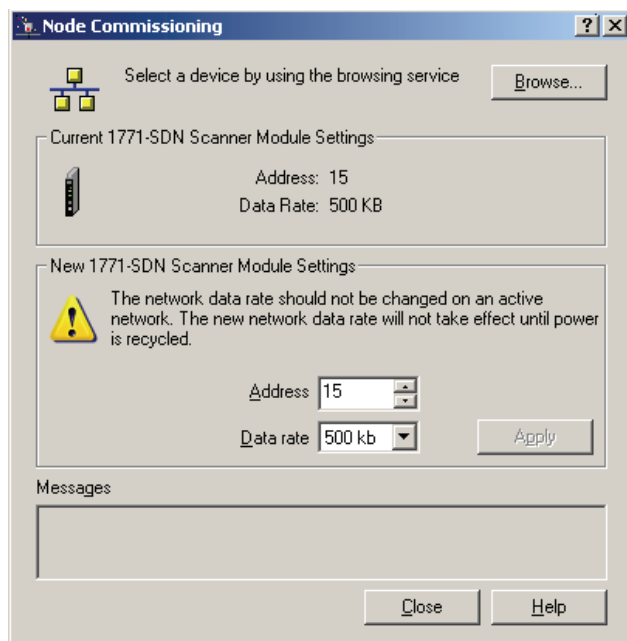 Node Commissioning
Select a device by using the browsing service
Browse...
Current 1771-SDN Scanner Module Settings
Address: 15
Data Rate: 500 KB
New 1771-SDN Scanner Module Settings
The network data rate should not be changed on an active
network. The new network data rate will not take effect until power
is recycled.
Address 15
Data rate 500 kb
Apply
Messages
Close
Help